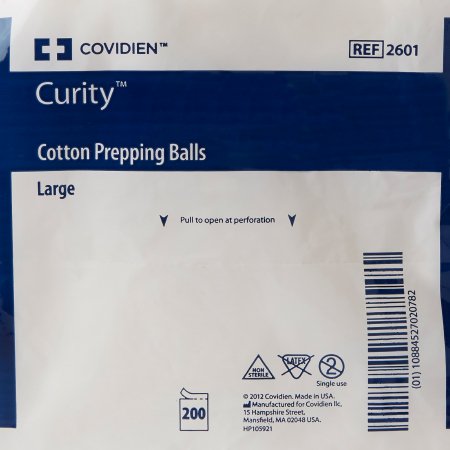 COVIDIEN™
REF 2601
Curity™
Cotton Prepping Balls
Large
Pull to open at perforation
(01) 10884527020782
NON
STERILE
LATEX
2
Single use
200
© 2012 Covidien. Made in USA.
Manufactured for Covidien llc,
15 Hampshire Street,
Mansfield, MA 02048 USA.
HP105921